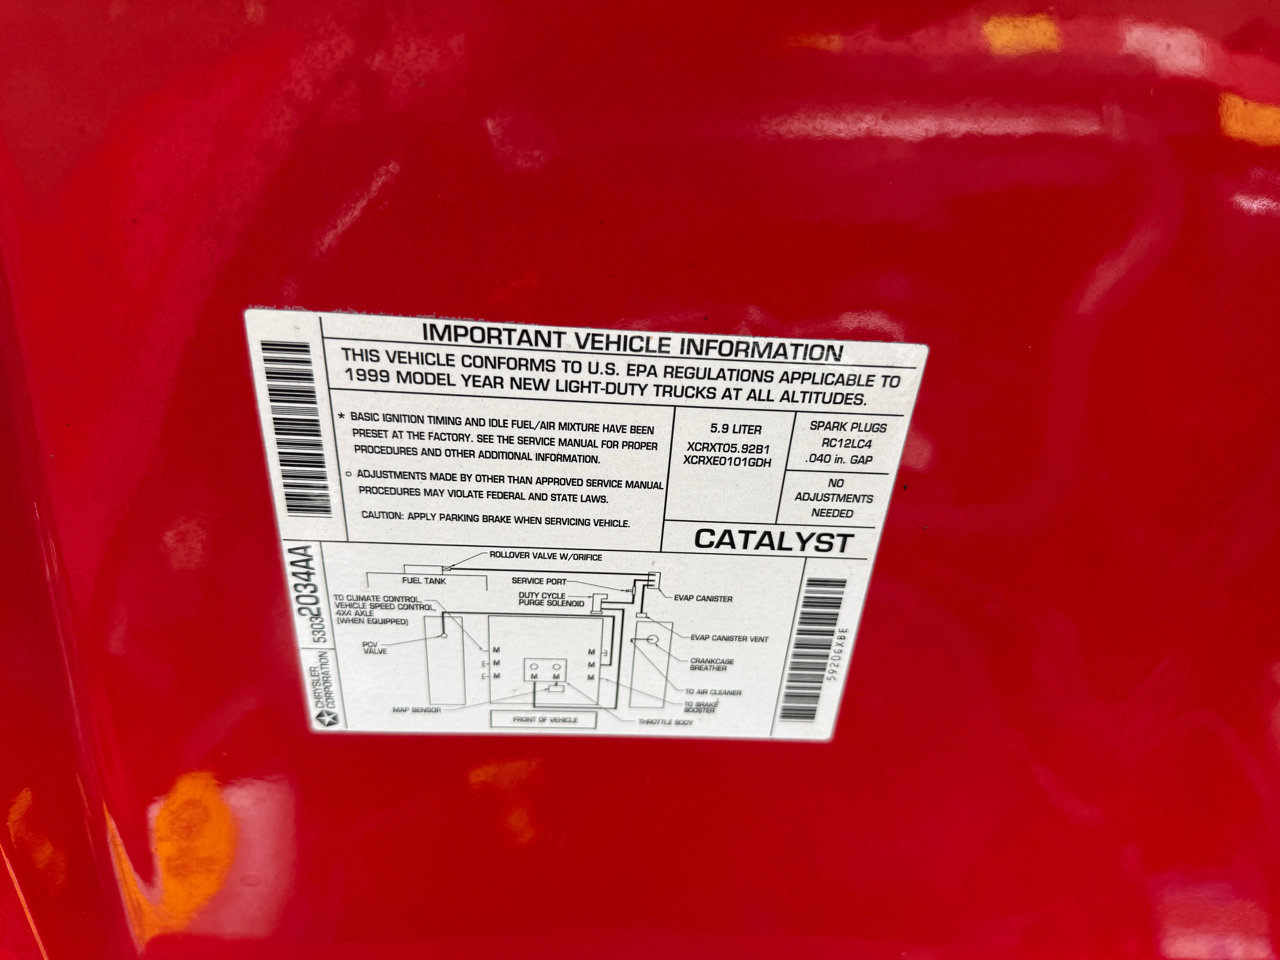 IMPORTANT VEHICLE INFORMATION
THIS VEHICLE CONFORMS TO U.S. EPA REGULATIONS APPLICABLE TO
1999 MODEL YEAR NEW LIGHT-DUTY TRUCKS AT ALL ALTITUDES.
* BASIC IGNITION TIMING AND IDLE FUEL/AIR MIXTURE HAVE BEEN
PRESET AT THE FACTORY. SEE THE SERVICE MANUAL FOR PROPER
PROCEDURES AND OTHER ADDITIONAL INFORMATION.
○ ADJUSTMENTS MADE BY OTHER THAN APPROVED SERVICE MANUAL
PROCEDURES MAY VIOLATE FEDERAL AND STATE LAWS.
CAUTION: APPLY PARKING BRAKE WHEN SERVICING VEHICLE.
5.9 LITER
XCRXT05.92B1
XCRXE0101GDH
SPARK PLUGS
RC12LC4
.040 in. GAP
NO
ADJUSTMENTS
NEEDED
CATALYST
53032034AA
CHRYSLER
CORPORATION
ROLLOVER VALVE W/ORIFICE
FUEL TANK
SERVICE PORT
DUTY CYCLE
PURGE SOLENOID
EVAP CANISTER
TO CLIMATE CONTROL,
VEHICLE SPEED CONTROL,
4X4 AXLE
(WHEN EQUIPPED)
PCV
VALVE
EVAP CANISTER VENT
CRANKCASE
BREATHER
TO AIR CLEANER
TO BRAKE
BOOSTER
M
M
M
M
M
M
M
M
MAP SENSOR
THROTTLE BODY
FRONT OF VEHICLE
592DGXBE